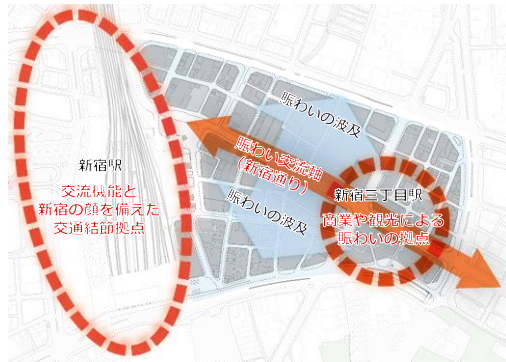 新宿駅
交流機能と
新宿の顔を備えた
交通結節拠点
賑わいの波及
賑わい交流軸
(新宿通り)
賑わいの波及
新宿三丁目駅
商業や観光による
賑わいの拠点